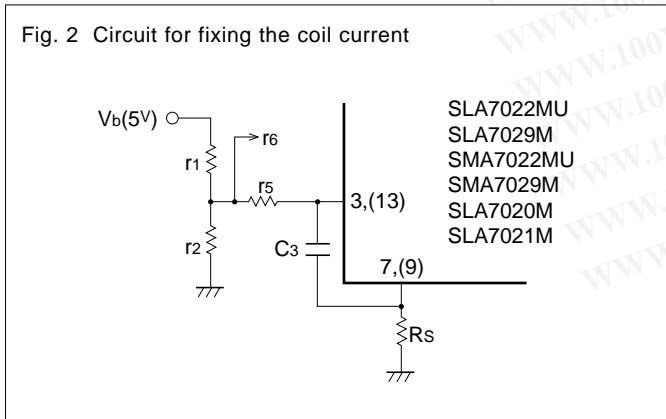 Fig. 2 Circuit for fixing the coil current
Vb(5V)
r6
r1
r5
r2
C3
3,(13)
7,(9)
RS
SLA7022MU
SLA7029M
SMA7022MU
SMA7029M
SLA7020M
SLA7021M